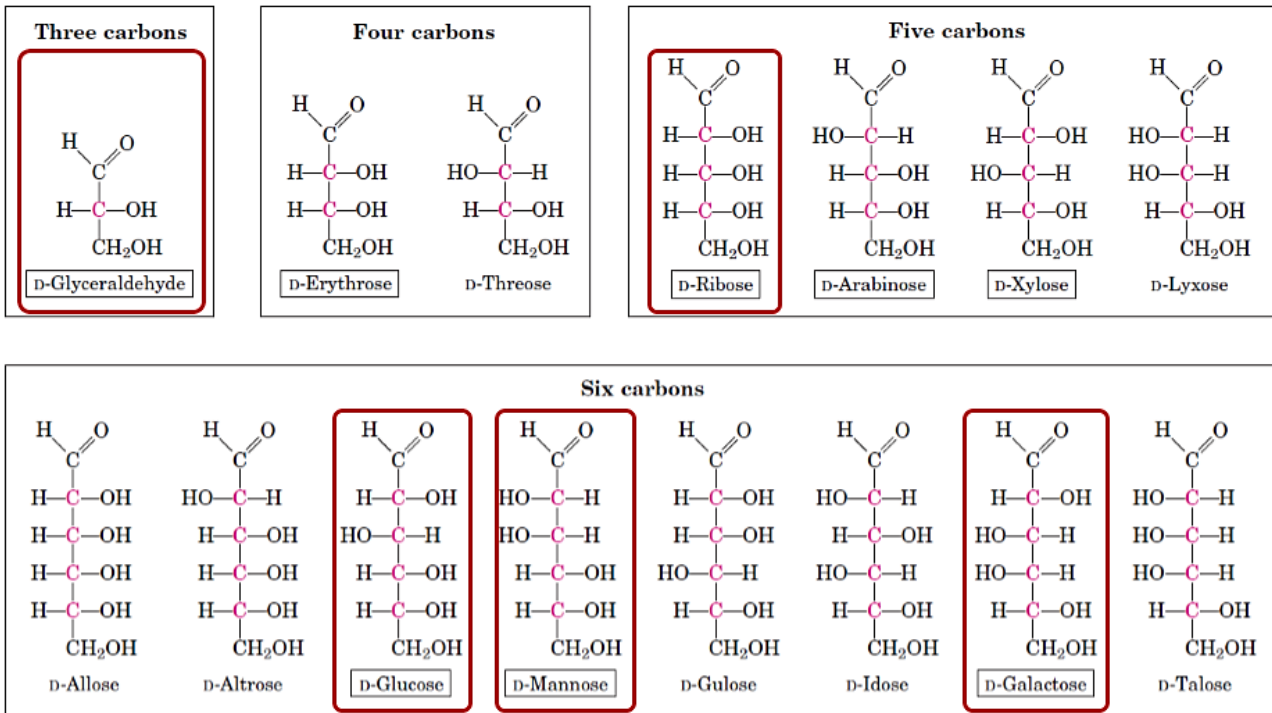 Three carbons
H O
C
H—C—OH
CH₂OH
D-Glyceraldehyde
Four carbons
H O
C
H—C—OH
H—C—OH
CH₂OH
D-Erythrose
H O
C
HO—C—H
H—C—OH
CH₂OH
D-Threose
Five carbons
H O
C
H—C—OH
H—C—OH
H—C—OH
CH₂OH
D-Ribose
H O
C
HO—C—H
H—C—OH
H—C—OH
CH₂OH
D-Arabinose
H O
C
H—C—OH
HO—C—H
H—C—OH
CH₂OH
D-Xylose
H O
C
HO—C—H
HO—C—H
H—C—OH
CH₂OH
D-Lyxose
Six carbons
H O
C
H—C—OH
H—C—OH
H—C—OH
H—C—OH
CH₂OH
D-Allose
H O
C
HO—C—H
H—C—OH
H—C—OH
H—C—OH
CH₂OH
D-Altrose
H O
C
H—C—OH
HO—C—H
H—C—OH
H—C—OH
CH₂OH
D-Glucose
H O
C
HO—C—H
HO—C—H
H—C—OH
H—C—OH
CH₂OH
D-Mannose
H O
C
H—C—OH
H—C—OH
HO—C—H
H—C—OH
CH₂OH
D-Gulose
H O
C
HO—C—H
H—C—OH
HO—C—H
H—C—OH
CH₂OH
D-Idose
H O
C
H—C—OH
HO—C—H
HO—C—H
H—C—OH
CH₂OH
D-Galactose
H O
C
HO—C—H
HO—C—H
HO—C—H
H—C—OH
CH₂OH
D-Talose